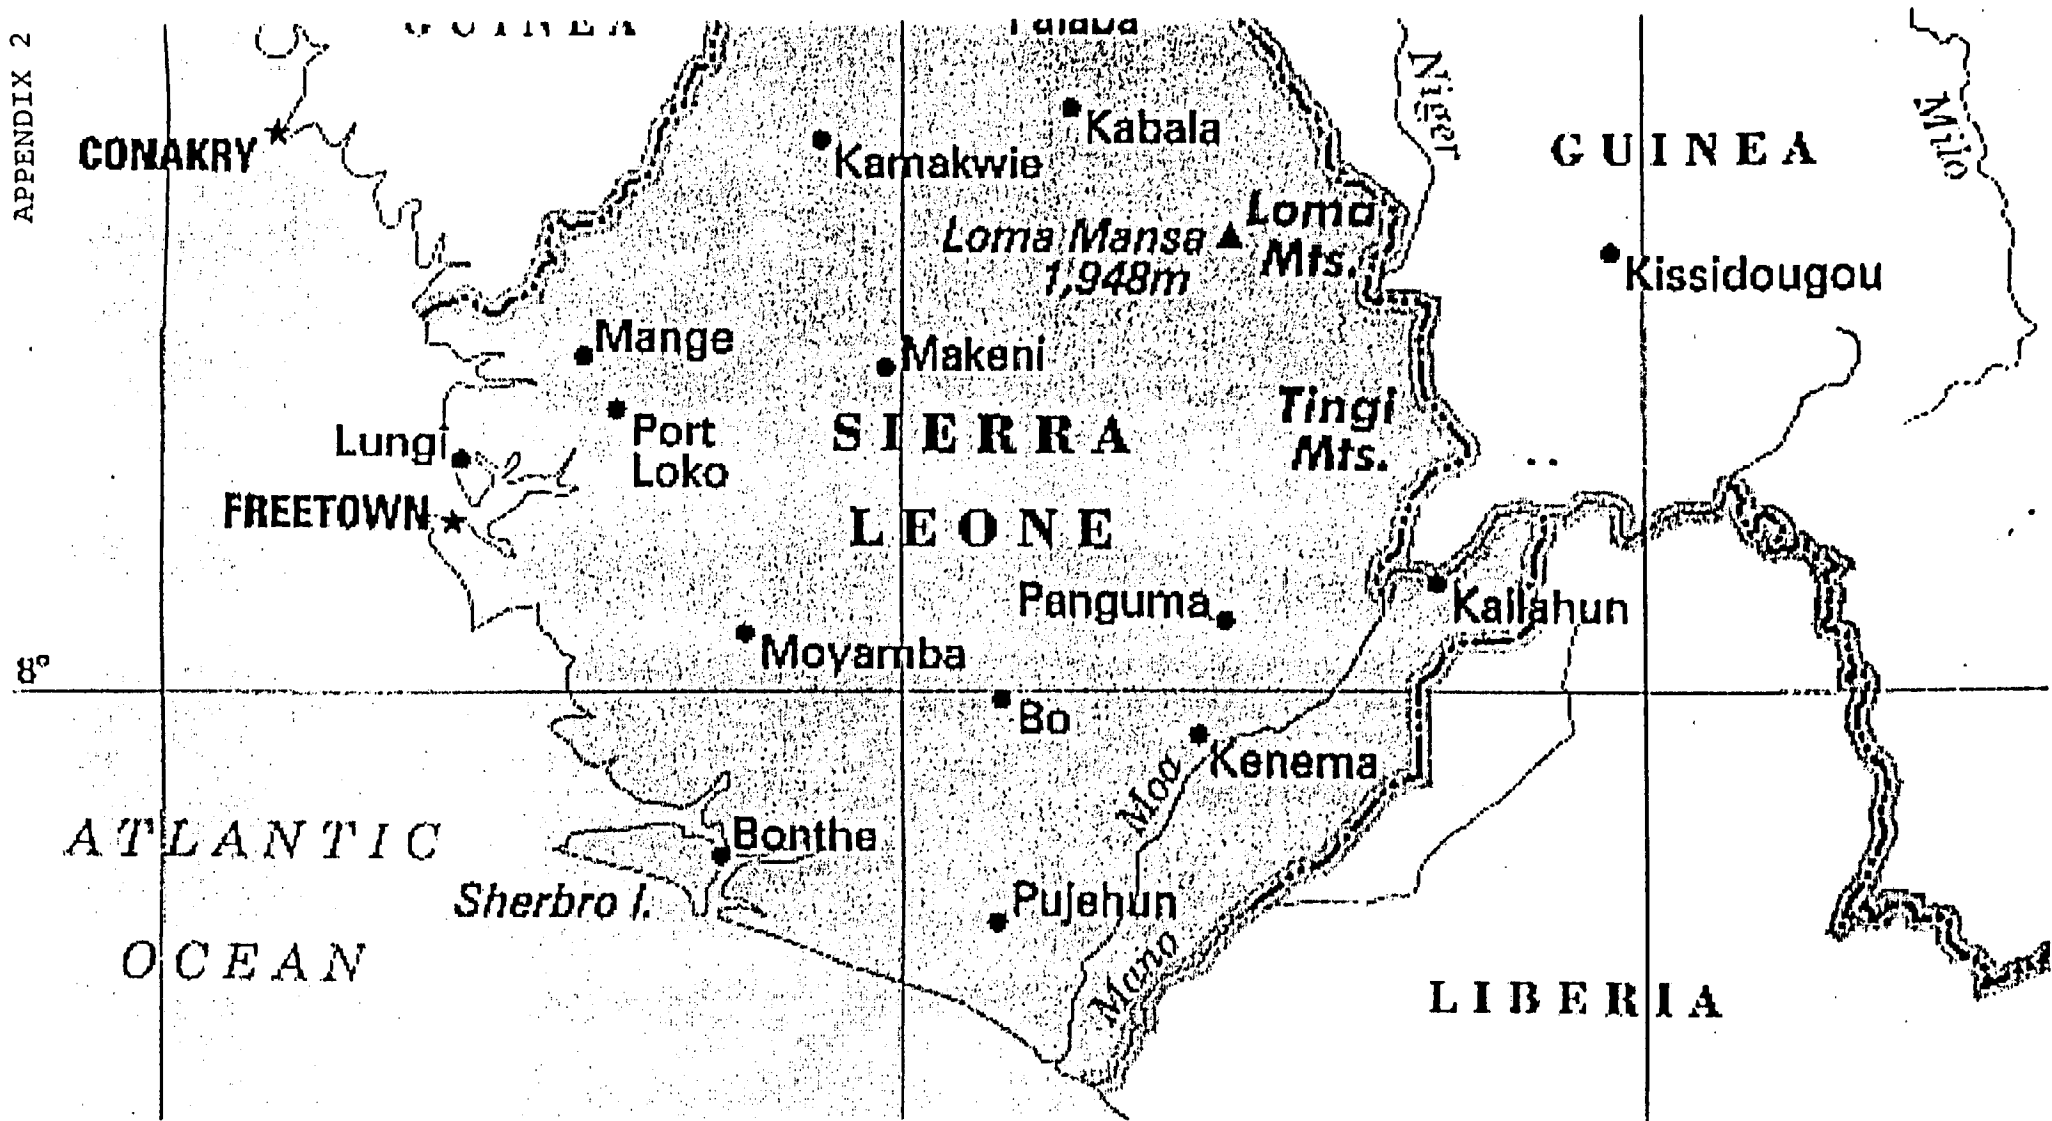 APPENDIX 2
GUINEA
Falaba
Niger
Milo
CONAKRY
Kabala
Kamakwie
GUINEA
Loma
Mts.
Loma Mansa
1,948m
Kissidougou
Mange
Makeni
Tingi
Mts.
Port
Loko
Lungi
SIERRA
LEONE
FREETOWN
Panguma
Kailahun
Moyamba
8°
Bo
Kenema
Moa
ATLANTIC
OCEAN
Bonthe
Sherbro I.
Pujehun
Mano
LIBERIA